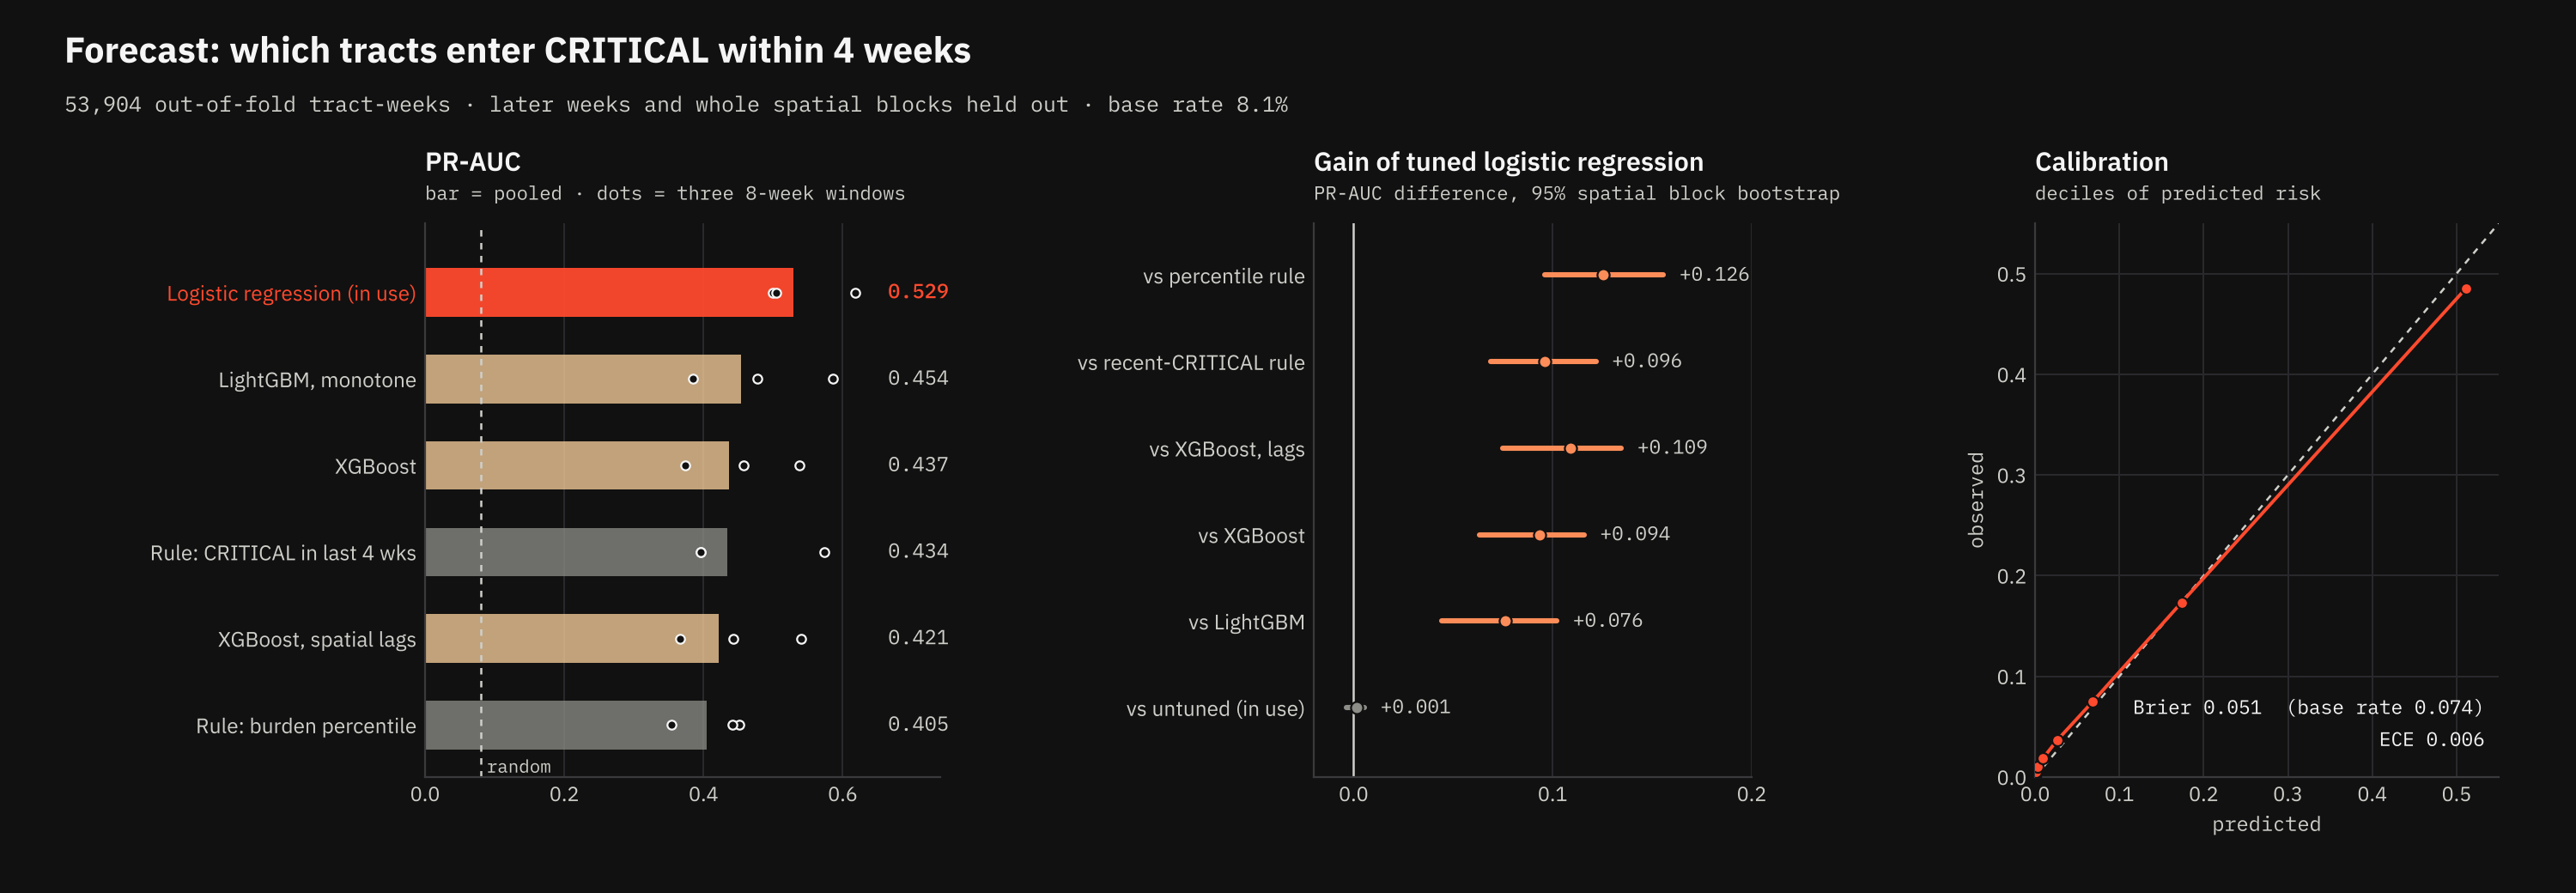 Forecast: which tracts enter CRITICAL within 4 weeks
53,904 out-of-fold tract-weeks · later weeks and whole spatial blocks held out · base rate 8.1%
PR-AUC
bar = pooled · dots = three 8-week windows
Logistic regression (in use)
0.529
LightGBM, monotone
0.454
XGBoost
0.437
Rule: CRITICAL in last 4 wks
0.434
XGBoost, spatial lags
0.421
Rule: burden percentile
0.405
random
0.0 0.2 0.4 0.6
Gain of tuned logistic regression
PR-AUC difference, 95% spatial block bootstrap
vs percentile rule
+0.126
vs recent-CRITICAL rule
+0.096
vs XGBoost, lags
+0.109
vs XGBoost
+0.094
vs LightGBM
+0.076
vs untuned (in use)
+0.001
0.0 0.1 0.2
Calibration
deciles of predicted risk
observed
0.5
0.4
0.3
0.2
0.1
0.0
Brier 0.051 (base rate 0.074)
ECE 0.006
0.0 0.1 0.2 0.3 0.4 0.5
predicted